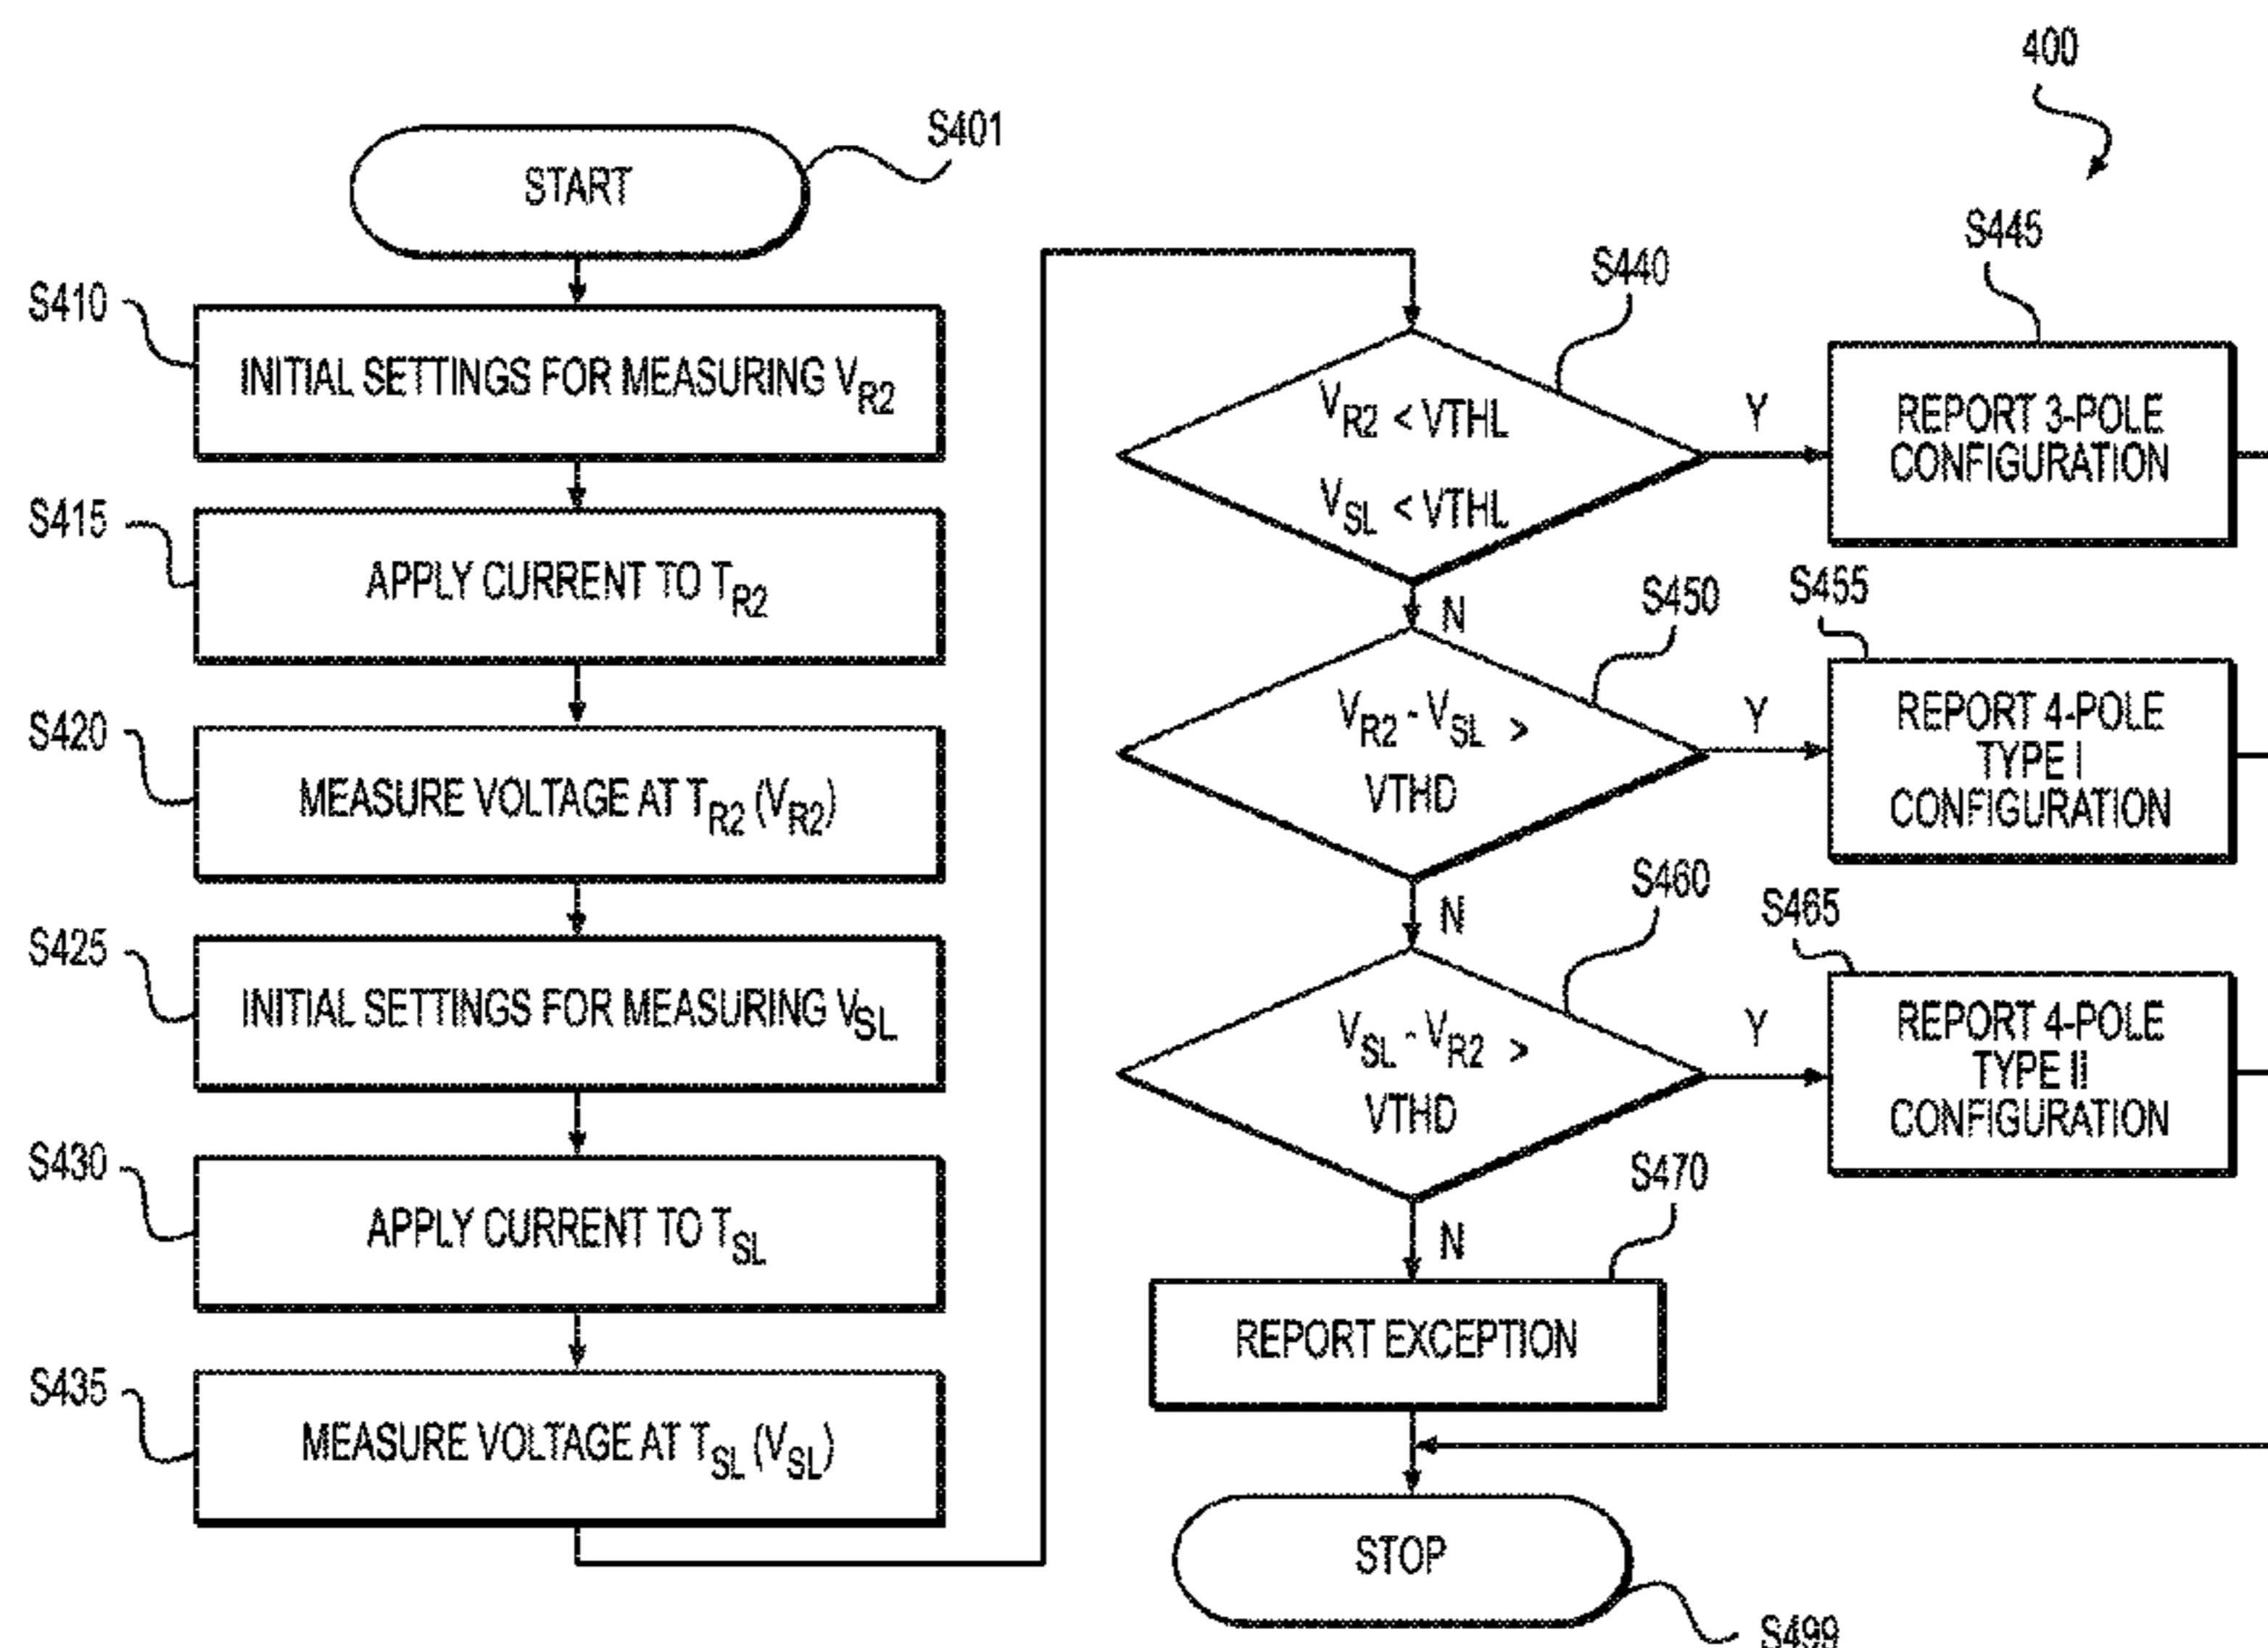 400
START
S401
S410
INITIAL SETTINGS FOR MEASURING VR2
S415
APPLY CURRENT TO TR2
S420
MEASURE VOLTAGE AT TR2 (VR2)
S425
INITIAL SETTINGS FOR MEASURING VSL
S430
APPLY CURRENT TO TSL
S435
MEASURE VOLTAGE AT TSL (VSL)
S440
VR2 < VTHL
VSL < VTHL
Y
N
S445
REPORT 3-POLE
CONFIGURATION
S450
VR2 - VSL >
VTHD
Y
N
S455
REPORT 4-POLE
TYPE I
CONFIGURATION
S460
VSL - VR2 >
VTHD
Y
N
S465
REPORT 4-POLE
TYPE II
CONFIGURATION
S470
REPORT EXCEPTION
STOP
S499